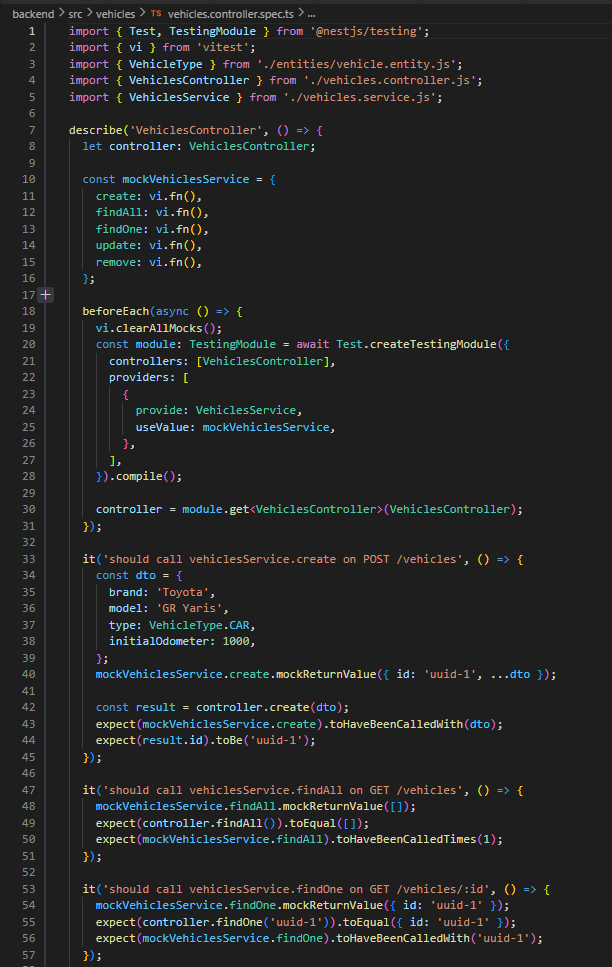 backend > src > vehicles > TS vehicles.controller.spec.ts > ...
1 import { Test, TestingModule } from '@nestjs/testing';
2 import { vi } from 'vitest';
3 import { VehicleType } from './entities/vehicle.entity.js';
4 import { VehiclesController } from './vehicles.controller.js';
5 import { VehiclesService } from './vehicles.service.js';
6
7 describe('VehiclesController', () => {
8   let controller: VehiclesController;
9
10   const mockVehiclesService = {
11     create: vi.fn(),
12     findAll: vi.fn(),
13     findOne: vi.fn(),
14     update: vi.fn(),
15     remove: vi.fn(),
16   };
17
18   beforeEach(async () => {
19     vi.clearAllMocks();
20     const module: TestingModule = await Test.createTestingModule({
21       controllers: [VehiclesController],
22       providers: [
23         {
24           provide: VehiclesService,
25           useValue: mockVehiclesService,
26         },
27       ],
28     }).compile();
29
30     controller = module.get<VehiclesController>(VehiclesController);
31   });
32
33   it('should call vehiclesService.create on POST /vehicles', () => {
34     const dto = {
35       brand: 'Toyota',
36       model: 'GR Yaris',
37       type: VehicleType.CAR,
38       initialOdometer: 1000,
39     };
40     mockVehiclesService.create.mockReturnValue({ id: 'uuid-1', ...dto });
41
42     const result = controller.create(dto);
43     expect(mockVehiclesService.create).toHaveBeenCalledWith(dto);
44     expect(result.id).toBe('uuid-1');
45   });
46
47   it('should call vehiclesService.findAll on GET /vehicles', () => {
48     mockVehiclesService.findAll.mockReturnValue([]);
49     expect(controller.findAll()).toEqual([]);
50     expect(mockVehiclesService.findAll).toHaveBeenCalledTimes(1);
51   });
52
53   it('should call vehiclesService.findOne on GET /vehicles/:id', () => {
54     mockVehiclesService.findOne.mockReturnValue({ id: 'uuid-1' });
55     expect(controller.findOne('uuid-1')).toEqual({ id: 'uuid-1' });
56     expect(mockVehiclesService.findOne).toHaveBeenCalledWith('uuid-1');
57   });